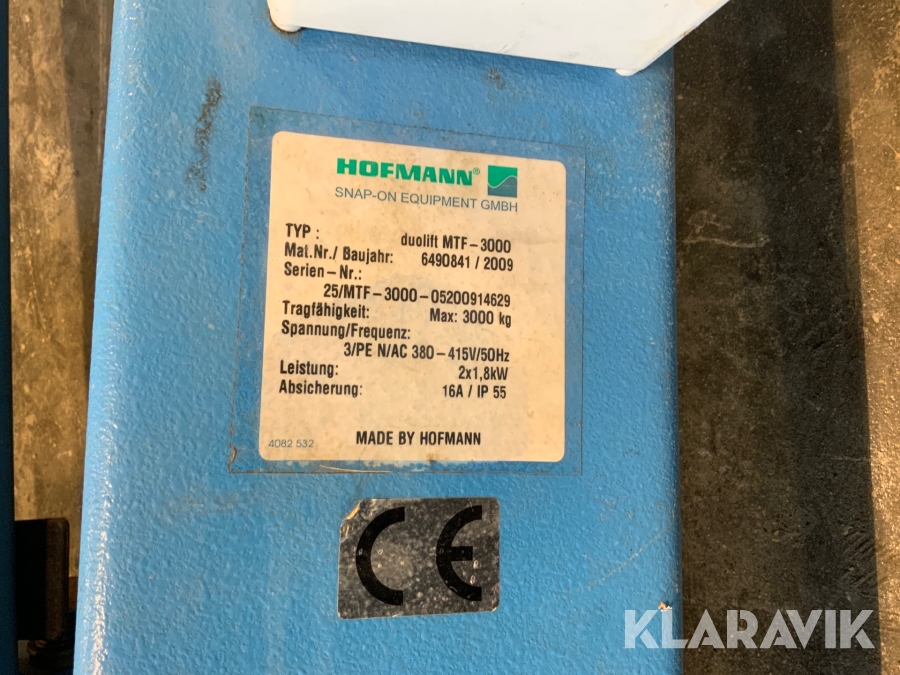 HOFMANN®
SNAP-ON EQUIPMENT GMBH
TYP: duolift MTF-3000
Mat.Nr./ Baujahr: 6490841 / 2009
Serien-Nr.:
25/MTF-3000-05200914629
Tragfähigkeit: Max: 3000 kg
Spannung/Frequenz:
3/PE N/AC 380-415V/50Hz
Leistung: 2x1,8kW
Absicherung: 16A / IP 55
4082 532 MADE BY HOFMANN
CE
KLARAVIK